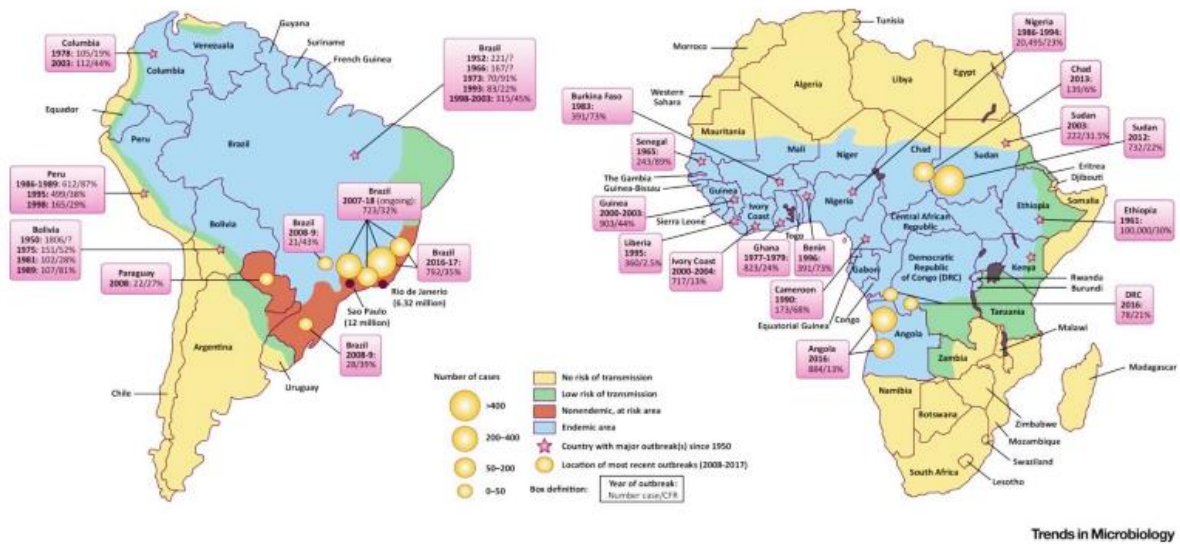 Columbia
1978: 105/19%
2003: 112/44%
Venezuala
Guyana
Suriname
French Guinea
Columbia
Brazil
1952: 221/?
1966: 167/?
1973: 70/91%
1993: 83/22%
1998-2003: 315/45%
Equador
Peru
Brazil
Peru
1986-1989: 612/87%
1995: 499/38%
1998: 165/29%
Bolivia
1950: 1806/?
1975: 151/52%
1981: 102/28%
1989: 107/81%
Bolivia
Brazil
2007-18 (ongoing):
723/32%
Brazil
2008-9:
21/43%
Brazil
2016-17:
792/35%
Paraguay
2008: 22/27%
Rio de Janerio
(6.32 million)
Sao Paulo
(12 million)
Brazil
2008-9:
28/39%
Argentina
Uruguay
Chile
Number of cases
>400
200–400
50–200
0–50
No risk of transmission
Low risk of transmission
Nonendemic, at risk area
Endemic area
Country with major outbreak(s) since 1950
Location of most recent outbreaks (2008-2017)
Box definition:
Year of outbreak:
Number case/CFR
Tunisia
Morroco
Algeria
Libya
Egypt
Western
Sahara
Mauritania
Mali
Niger
Chad
Sudan
Nigeria
1986-1994:
20,495/23%
Chad
2013:
139/6%
Sudan
2003:
222/31.5%
Sudan
2012:
732/22%
Burkina Faso
1983:
391/73%
Senegal
1965:
243/89%
The Gambia
Guinea-Bissau
Guinea
Guinea
2000-2003:
903/44%
Sierra Leone
Ivory
Coast
Togo
Nigeria
Liberia
1995:
360/2.5%
Ivory Coast
2000-2004:
717/13%
Ghana
1977-1979:
823/24%
Benin
1996:
391/73%
Cameroon
1990:
173/68%
Equatorial Guinea
Gabon
Congo
Central African
Republic
Democratic
Republic
of Congo (DRC)
Eritrea
Djibouti
Ethiopia
Somalia
Ethiopia
1961:
100,000/30%
Kenya
Rwanda
Burundi
Tanzania
DRC
2016:
78/21%
Malawi
Angola
Angola
2016:
884/13%
Zambia
Madagascar
Namibia
Botswana
Zimbabwe
Mozambique
Swaziland
South Africa
Lesotho
Trends in Microbiology